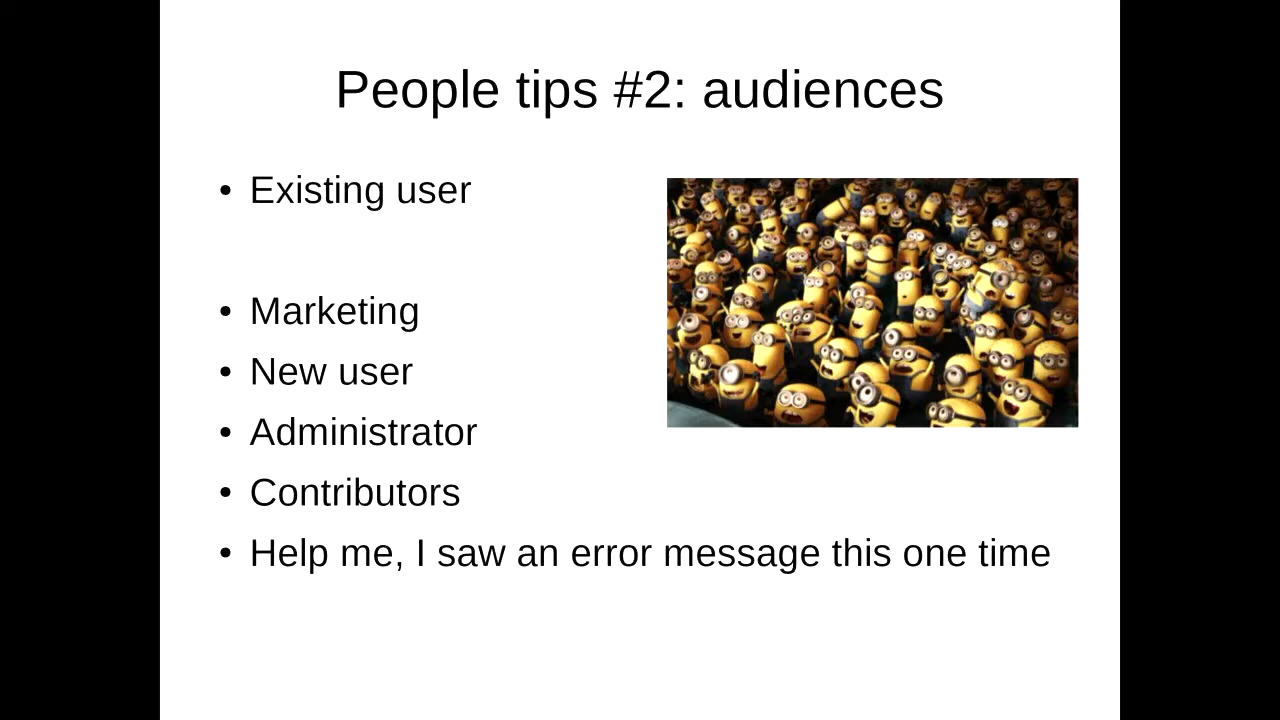 People tips #2: audiences
• Existing user
• Marketing
• New user
• Administrator
• Contributors
• Help me, I saw an error message this one time